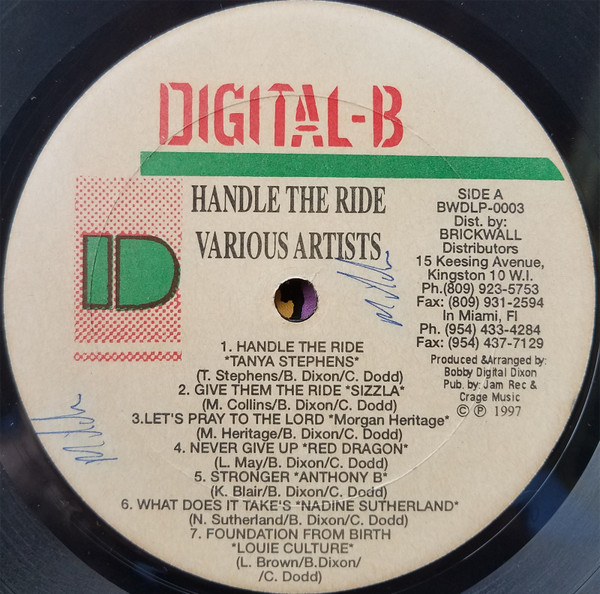 DIGITAL-B
HANDLE THE RIDE
VARIOUS ARTISTS
SIDE A
BWDLP-0003
Dist. by:
BRICKWALL
Distributors
15 Keesing Avenue,
Kingston 10 W.I.
Ph.(809) 923-5753
Fax: (809) 931-2594
In Miami, Fl
Ph. (954) 433-4284
Fax: (954) 437-7129
Produced &Arranged by:
Bobby Digital Dixon
Pub. by: Jam Rec &
Crage Music
© ℗ 1997
D
1. HANDLE THE RIDE
*TANYA STEPHENS*
(T. Stephens/B. Dixon/C. Dodd)
2. GIVE THEM THE RIDE *SIZZLA*
(M. Collins/B. Dixon/C. Dodd)
3.LET'S PRAY TO THE LORD *Morgan Heritage*
(M. Heritage/B. Dixon/C. Dodd)
4. NEVER GIVE UP *RED DRAGON*
(L. May/B. Dixon/C. Dodd)
5. STRONGER *ANTHONY B*
(K. Blair/B. Dixon/C. Dodd)
6. WHAT DOES IT TAKE'S *NADINE SUTHERLAND*
(N. Sutherland/B. Dixon/C. Dodd)
7. FOUNDATION FROM BIRTH
*LOUIE CULTURE*
(L. Brown/B.Dixon/
/C. Dodd)